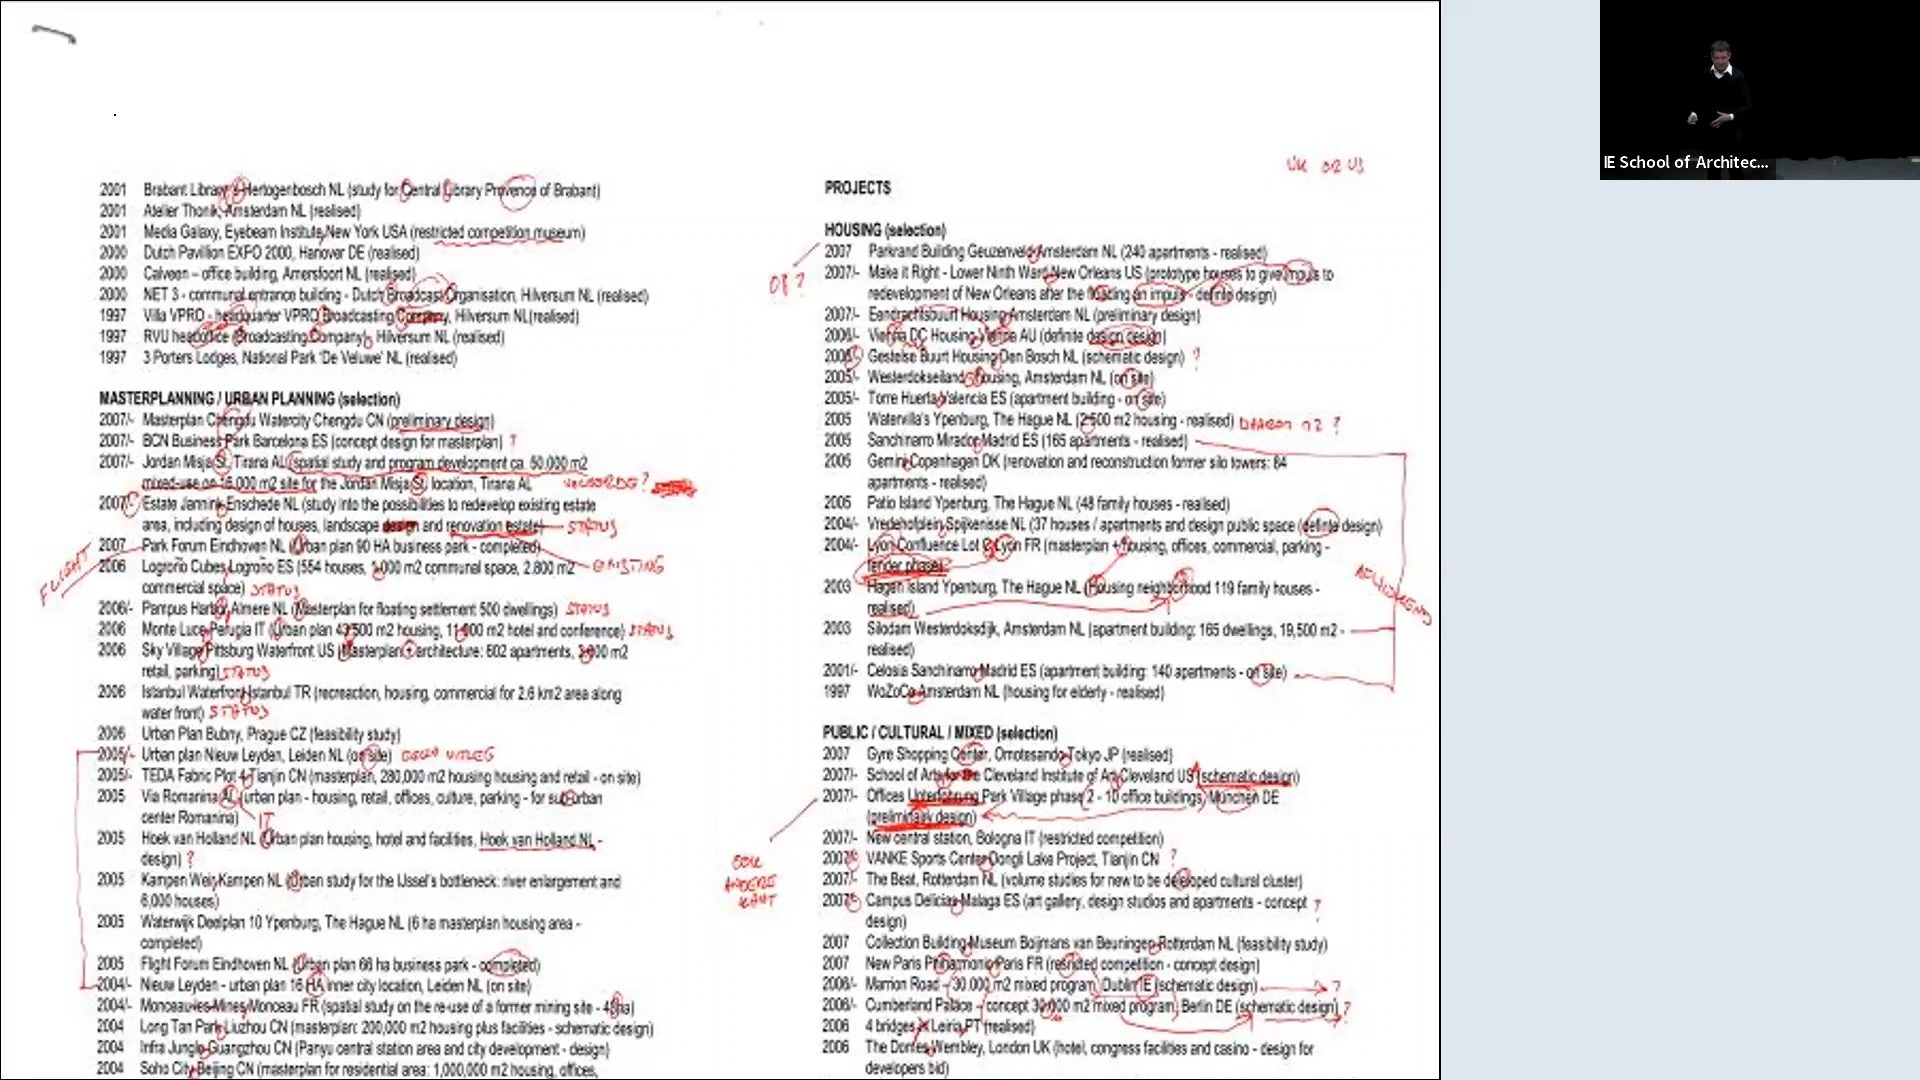 2001 Brabant Library 's-Hertogenbosch NL (study for Central Library Provence of Brabant)
2001 Atelier Thonik, Amsterdam NL (realised)
2001 Media Galaxy, Eyebeam Institute, New York USA (restricted competition museum)
2000 Dutch Pavilion EXPO 2000, Hanover DE (realised)
2000 Calveen – office building, Amersfoort NL (realised)
2000 NET 3 - communal entrance building - Dutch Broadcast Organisation, Hilversum NL (realised)
1997 Villa VPRO - headquarter VPRO Broadcasting Company, Hilversum NL(realised)
1997 RVU headoffice (Broadcasting Company), Hilversum NL (realised)
1997 3 Porters Lodges, National Park 'De Veluwe' NL (realised)
MASTERPLANNING / URBAN PLANNING (selection)
2007/- Masterplan Chengdu Watercity Chengdu CN (preliminary design)
2007/- BCN Business Park Barcelona ES (concept design for masterplan) ?
2007/- Jordan Misja St, Tirana AL (spatial study and program development ca. 50.000 m2
mixed-use on 16.000 m2 site for the Jordan Misja St. location, Tirana AL
2007/- Estate Jannink Enschede NL (study into the possibilities to redevelop existing estate
area, including design of houses, landscape design and renovation estate) STATUS
2007 Park Forum Eindhoven NL (Urban plan 90 HA business park - completed)
EXISTING
FLIGHT
2006 Logroño Cubes Logroño ES (554 houses, 1.000 m2 communal space, 2.800 m2
commercial space) STATUS
2006/- Pampus Harbor, Almere NL (Masterplan for floating settlement 500 dwellings) STATUS
2006 Monte Luce Perugia IT (Urban plan 43.500 m2 housing, 11.000 m2 hotel and conference) STATUS
2006 Sky Village Pittsburg Waterfront US (Masterplan + architecture: 602 apartments, m2
retail, parking) STATUS
2006 Istanbul Waterfront Istanbul TR (recreation, housing, commercial for 2.6 km2 area along
water front) STATUS
2006 Urban Plan Bubny, Prague CZ (feasibility study)
2005/- Urban plan Nieuw Leyden, Leiden NL (on site)
2005/- TEDA Fabric Plot 4 Tianjin CN (masterplan, 280,000 m2 housing housing and retail - on site)
2005 Via Romanina AL (urban plan - housing, retail, offices, culture, parking - for sub-urban
center Romanina) IT
2005 Hoek van Holland NL (Urban plan housing, hotel and facilities, Hoek van Holland NL -
design) ?
2005 Kampen Weir, Kampen NL (Urban study for the IJssel's bottleneck: river enlargement and
6,000 houses)
2005 Waterwijk Deelplan 10 Ypenburg, The Hague NL (6 ha masterplan housing area -
completed)
2005 Flight Forum Eindhoven NL (Urban plan 66 ha business park - completed)
2004/- Nieuw Leyden - urban plan 16 HA inner city location, Leiden NL (on site)
2004/- Monceau-les-Mines, Monceau FR (spatial study on the re-use of a former mining site - ha)
2004 Long Tan Park Liuzhou CN (masterplan: 200,000 m2 housing plus facilities - schematic design)
2004 Infra Jungle Guangzhou CN (Panyu central station area and city development - design)
2004 Soho City Beijing CN (masterplan for residential area: 1,000,000 m2 housing, offices,
UK OR US
PROJECTS
HOUSING (selection)
2007 Parkrand Building Geuzenveld Amsterdam NL (240 apartments - realised)
OF ?
2007/- Make it Right - Lower Ninth Ward New Orleans US (prototype houses to give impuls to
redevelopment of New Orleans after the floating an impuls - definite design)
2007/- Eendrachtsbuurt Housing Amsterdam NL (preliminary design)
2006/- Vienna DC Housing Vienna AU (definite design design)
2006/- Gestelse Buurt Housing Den Bosch NL (schematic design) ?
2005/- Westerdokseiland housing, Amsterdam NL (on site)
2005/- Torre Huerta Valencia ES (apartment building - on site)
2005 Watervilla's Ypenburg, The Hague NL (2.500 m2 housing - realised)
2005 Sanchinarro Mirador Madrid ES (165 apartments - realised)
2005 Gemini Copenhagen DK (renovation and reconstruction former silo towers: 84
apartments - realised)
2005 Patio Island Ypenburg, The Hague NL (48 family houses - realised)
2004/- Vredehofplein Spijkenisse NL (37 houses / apartments and design public space (definite design)
2004/- Lyon Confluence Lot Lyon FR (masterplan + housing, offices, commercial, parking -
tender phase)
2003 Hagen Island Ypenburg, The Hague NL (Housing neighborhood 119 family houses -
realised)
2003 Silodam Westerdoksdijk, Amsterdam NL (apartment building: 165 dwellings, 19,500 m2 -
realised)
2001/- Celosia Sanchinarro Madrid ES (apartment building: 140 apartments - on site)
1997 WoZoCo Amsterdam NL (housing for elderly - realised)
PUBLIC / CULTURAL / MIXED (selection)
2007 Gyre Shopping Center, Omotesando Tokyo JP (realised)
2007/- School of Arts for the Cleveland Institute of Art Cleveland US (schematic design)
2007/- Offices Unterfohrung Park Village phase 2 - 10 office buildings, München DE
(preliminary design)
OOK
ANDERE
KANT
2007/- New central station, Bologna IT (restricted competition)
2007/- VANKE Sports Center Dongli Lake Project, Tianjin CN ?
2007/- The Beat, Rotterdam NL (volume studies for new to be developed cultural cluster)
2007/- Campus Delicias Malaga ES (art gallery, design studios and apartments - concept ?
design)
2007 Collection Building Museum Boijmans van Beuningen Rotterdam NL (feasibility study)
2007 New Paris Philharmonic Paris FR (restricted competition - concept design)
2006/- Marrion Road – 30.000 m2 mixed program, Dublin IE (schematic design) ?
2006/- Cumberland Palace – concept 30.000 m2 mixed program, Berlin DE (schematic design) ?
2006 4 bridges Leiria, PT (realised)
2006 The Domes Wembley, London UK (hotel, congress facilities and casino - design for
developers bid)
IE School of Architec...